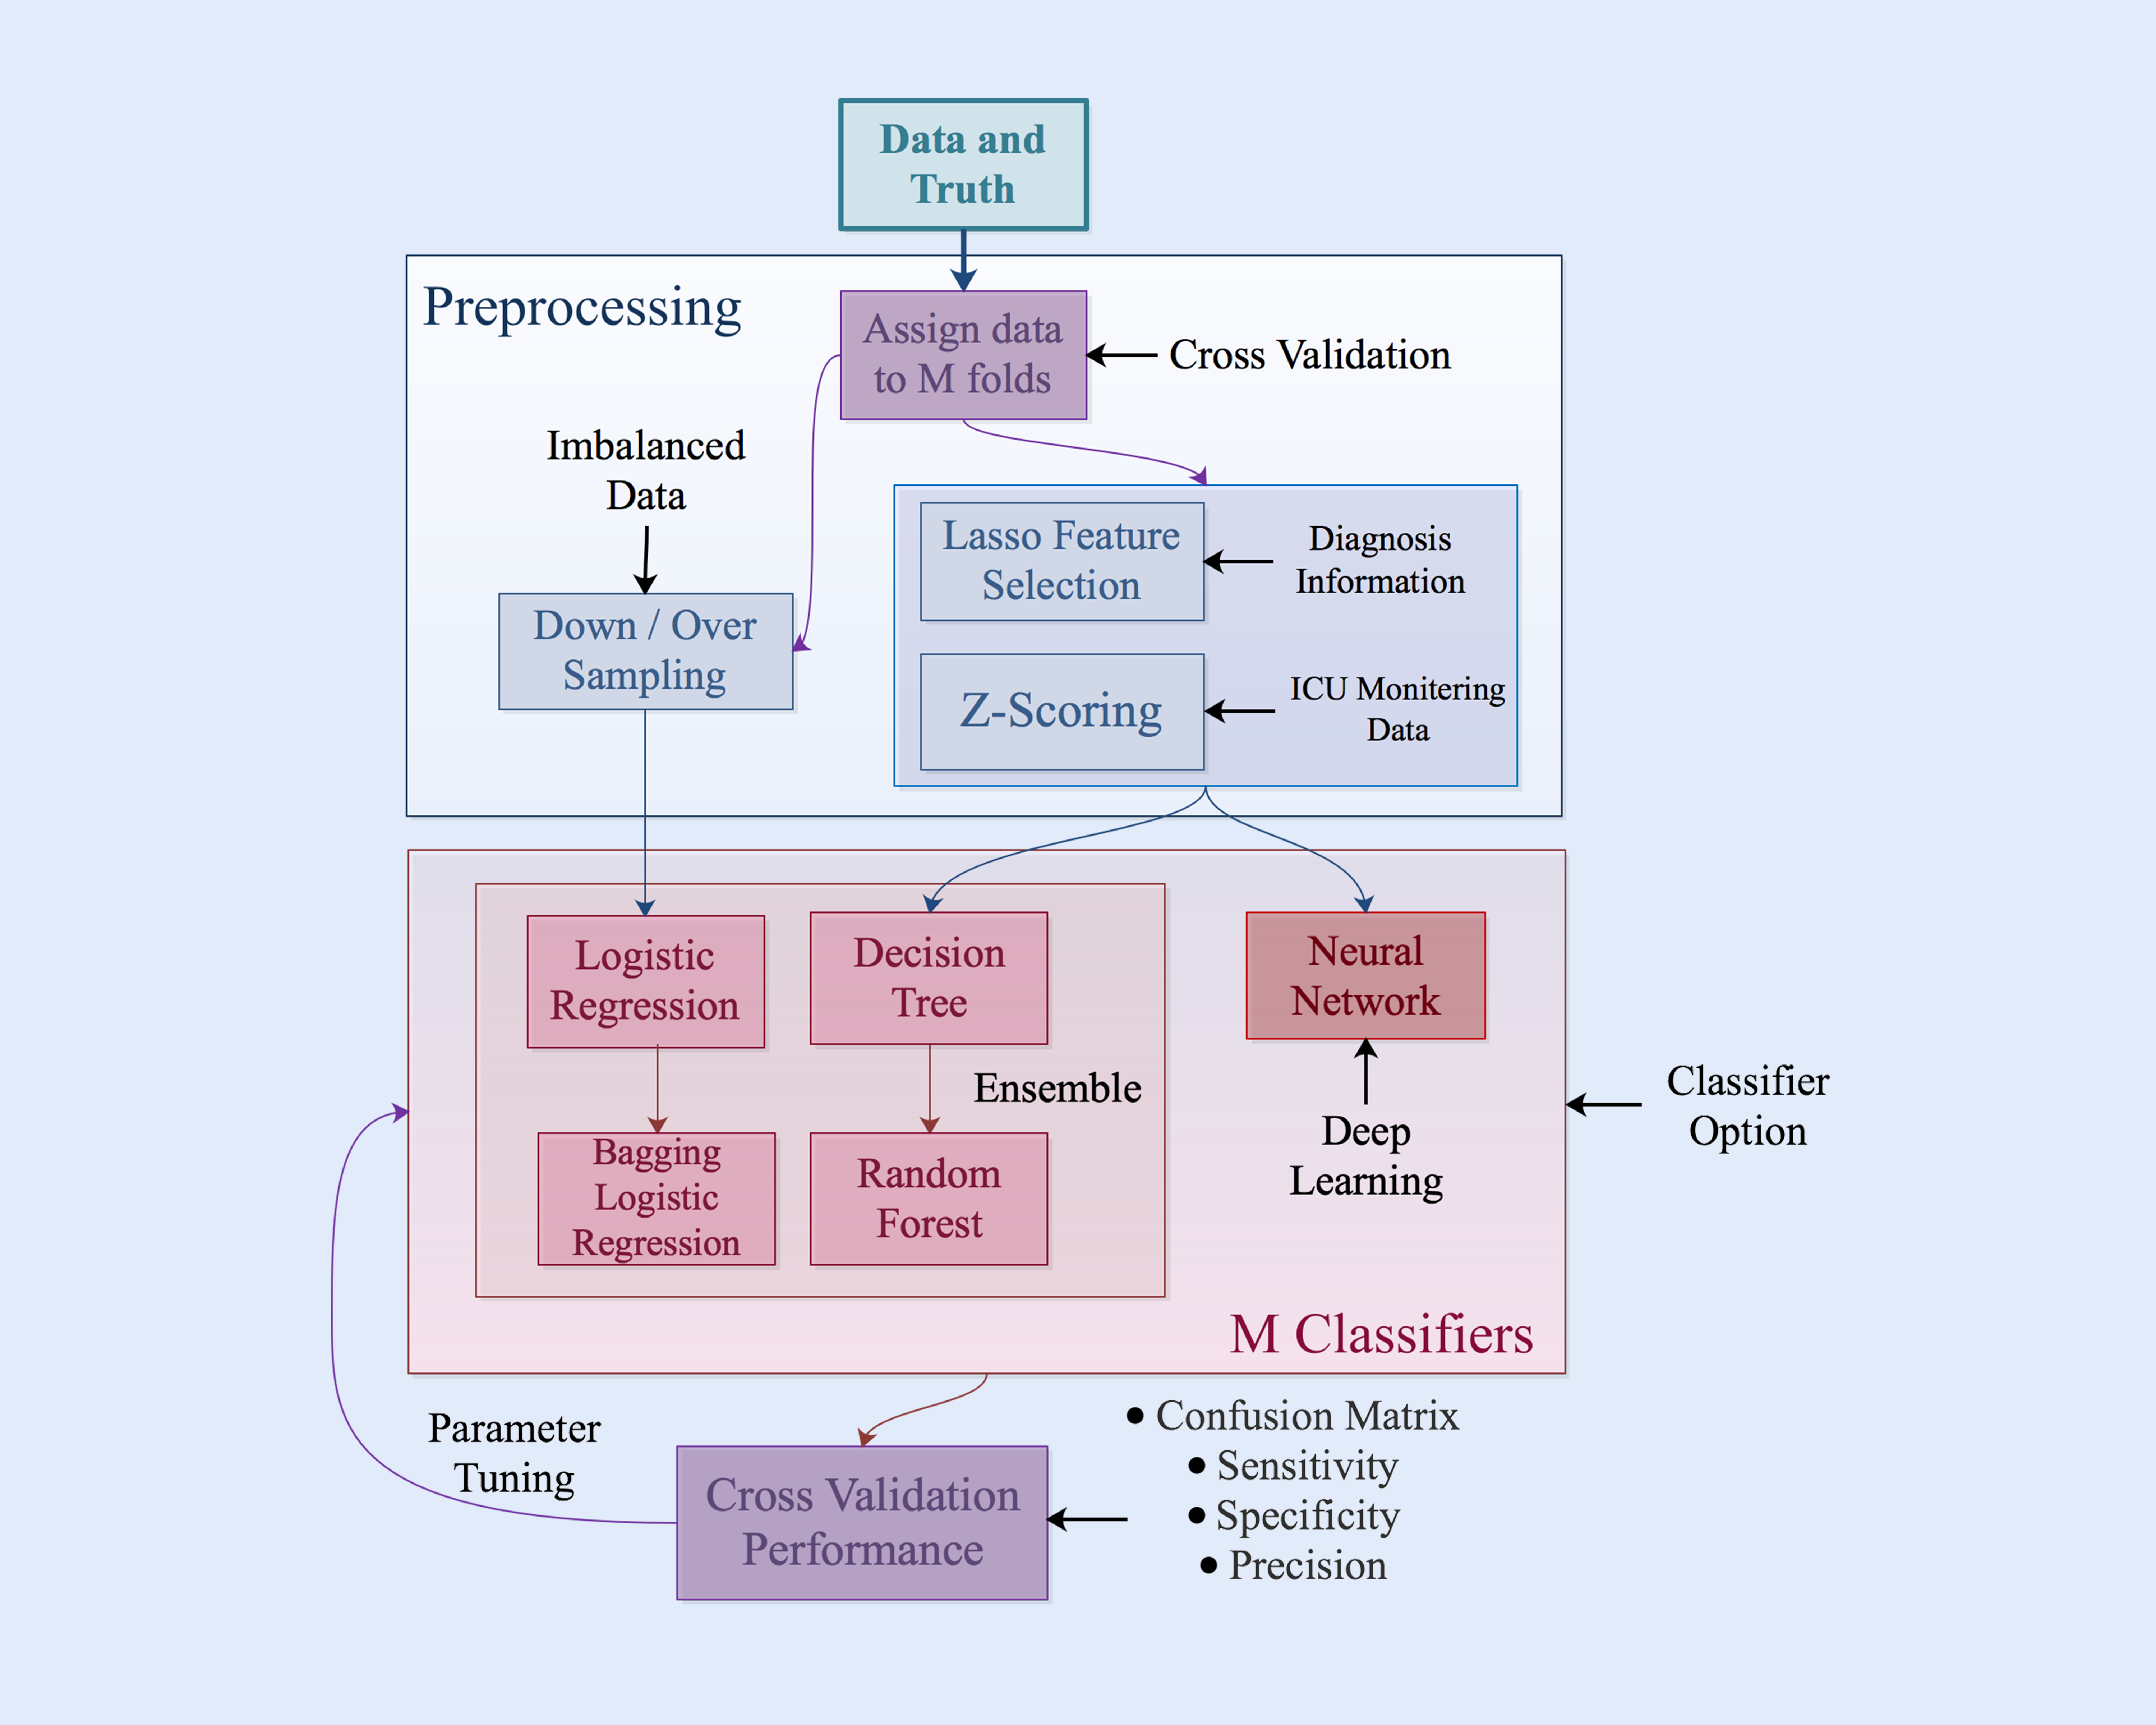 Data and
Truth
Preprocessing
Assign data
to M folds
Cross Validation
Imbalanced
Data
Down / Over
Sampling
Lasso Feature
Selection
Diagnosis
Information
Z-Scoring
ICU Monitering
Data
Logistic
Regression
Decision
Tree
Neural
Network
Ensemble
Deep
Learning
Classifier
Option
Bagging
Logistic
Regression
Random
Forest
M Classifiers
Parameter
Tuning
Cross Validation
Performance
• Confusion Matrix
• Sensitivity
• Specificity
• Precision